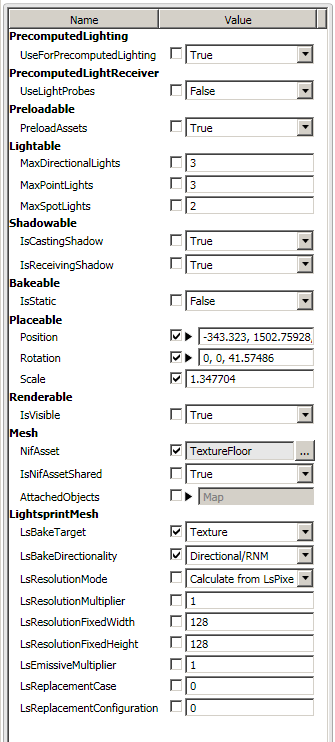 Name Value
PrecomputedLighting
UseForPrecomputedLighting True
PrecomputedLightReceiver
UseLightProbes False
Preloadable
PreloadAssets True
Lightable
MaxDirectionalLights 3
MaxPointLights 3
MaxSpotLights 2
Shadowable
IsCastingShadow True
IsReceivingShadow True
Bakeable
IsStatic False
Placeable
Position -343.323, 1502.75928,
Rotation 0, 0, 41.57486
Scale 1.347704
Renderable
IsVisible True
Mesh
NifAsset TextureFloor ...
IsNifAssetShared True
AttachedObjects Map
LightsprintMesh
LsBakeTarget Texture
LsBakeDirectionality Directional/RNM
LsResolutionMode Calculate from LsPixe
LsResolutionMultiplier 1
LsResolutionFixedWidth 128
LsResolutionFixedHeight 128
LsEmissiveMultiplier 1
LsReplacementCase 0
LsReplacementConfiguration 0